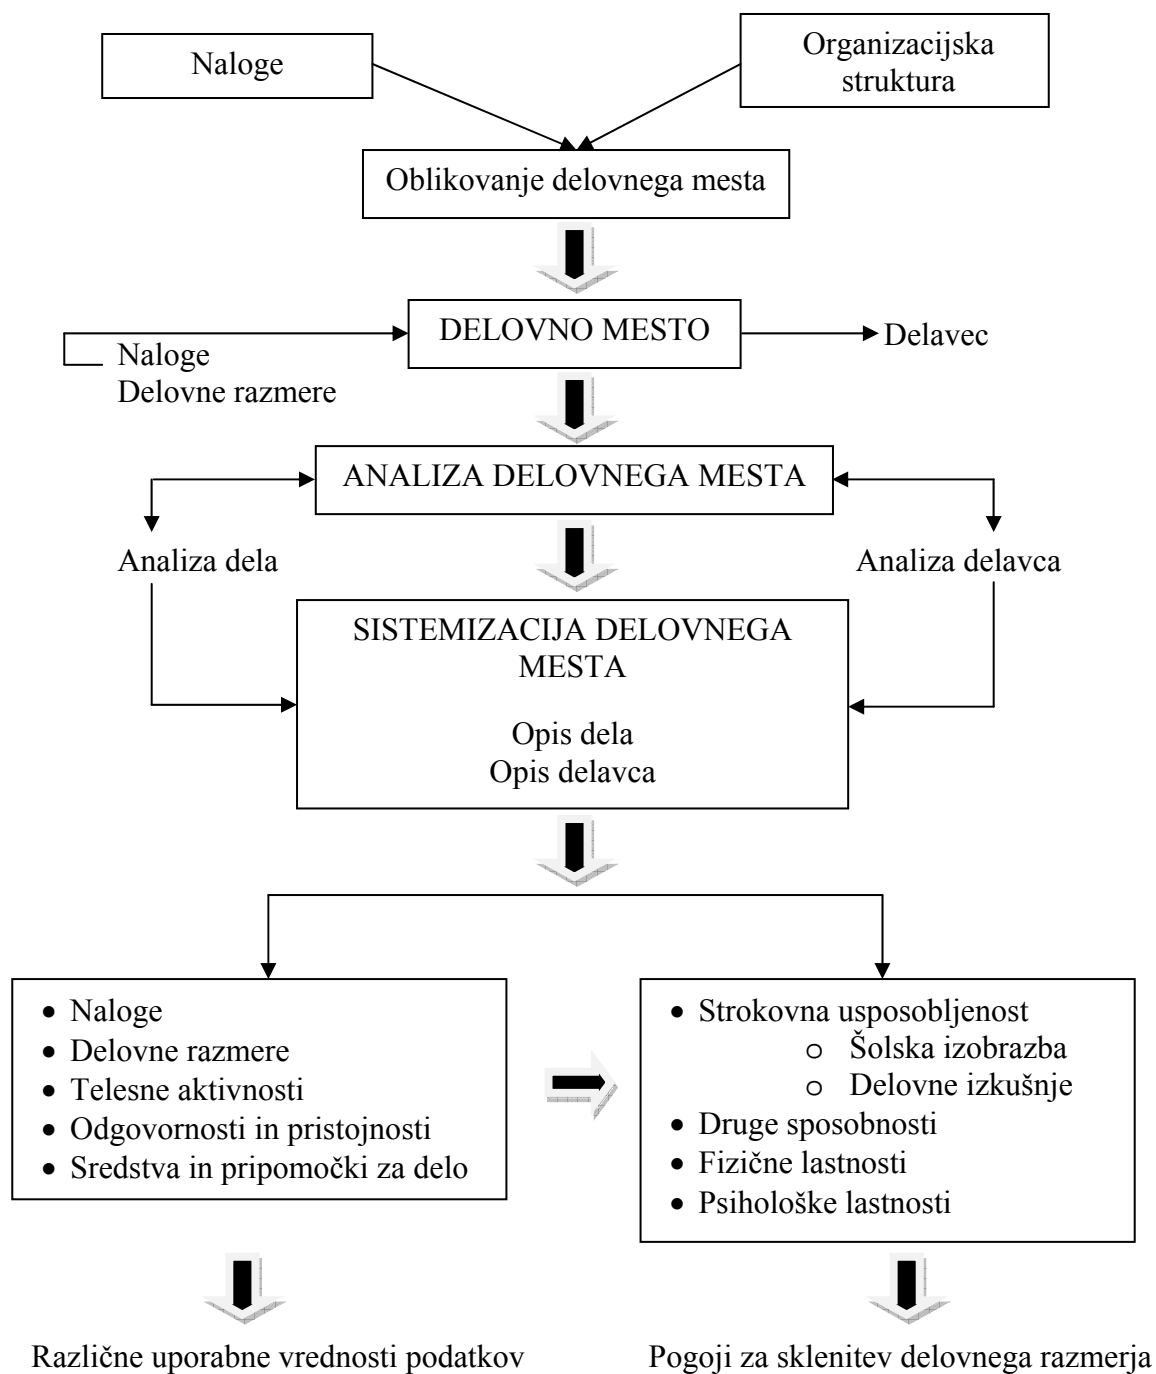 Naloge
Organizacijska
struktura
Oblikovanje delovnega mesta
DELOVNO MESTO
Delavec
Naloge
Delovne razmere
ANALIZA DELOVNEGA MESTA
Analiza dela
Analiza delavca
SISTEMIZACIJA DELOVNEGA
MESTA
Opis dela
Opis delavca
• Naloge
• Delovne razmere
• Telesne aktivnosti
• Odgovornosti in pristojnosti
• Sredstva in pripomočki za delo
• Strokovna usposobljenost
o Šolska izobrazba
o Delovne izkušnje
• Druge sposobnosti
• Fizične lastnosti
• Psihološke lastnosti
Različne uporabne vrednosti podatkov
Pogoji za sklenitev delovnega razmerja